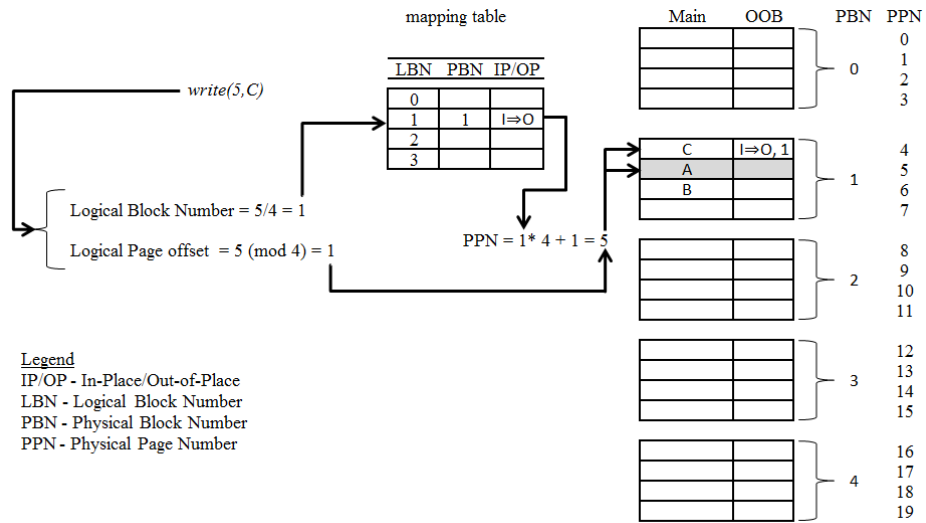 mapping table
Main OOB PBN PPN
LBN PBN IP/OP
write(5,C)
0
1 1 I⇒O
2
3
0
1
2
3
0
C I⇒O, 1
A
B
4
5
6
7
1
Logical Block Number = 5/4 = 1
Logical Page offset = 5 (mod 4) = 1
PPN = 1* 4 + 1 = 5
8
9
10
11
2
Legend
IP/OP - In-Place/Out-of-Place
LBN - Logical Block Number
PBN - Physical Block Number
PPN - Physical Page Number
12
13
14
15
3
16
17
18
19
4